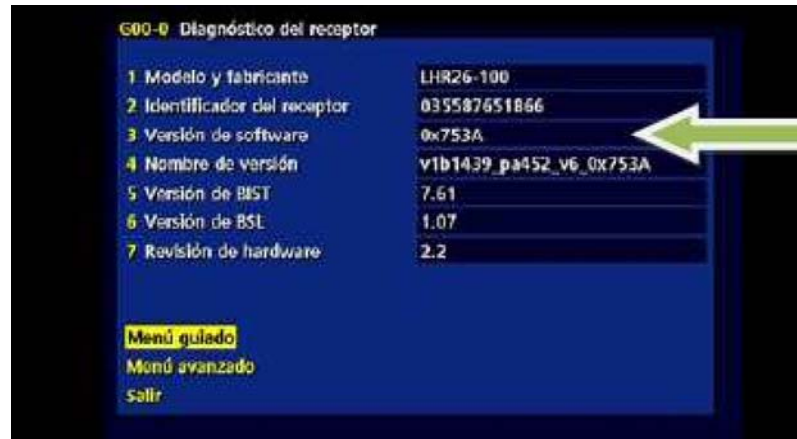 G00-0 Diagnóstico del receptor
1 Modelo y fabricante LHR26-100
2 Identificador del receptor 035587651866
3 Versión de software 0x753A
4 Nombre de versión v1b1439_pa452_v6_0x753A
5 Versión de BIST 7.61
6 Versión de BSL 1.07
7 Revisión de hardware 2.2
Menú guiado
Menú avanzado
Salir